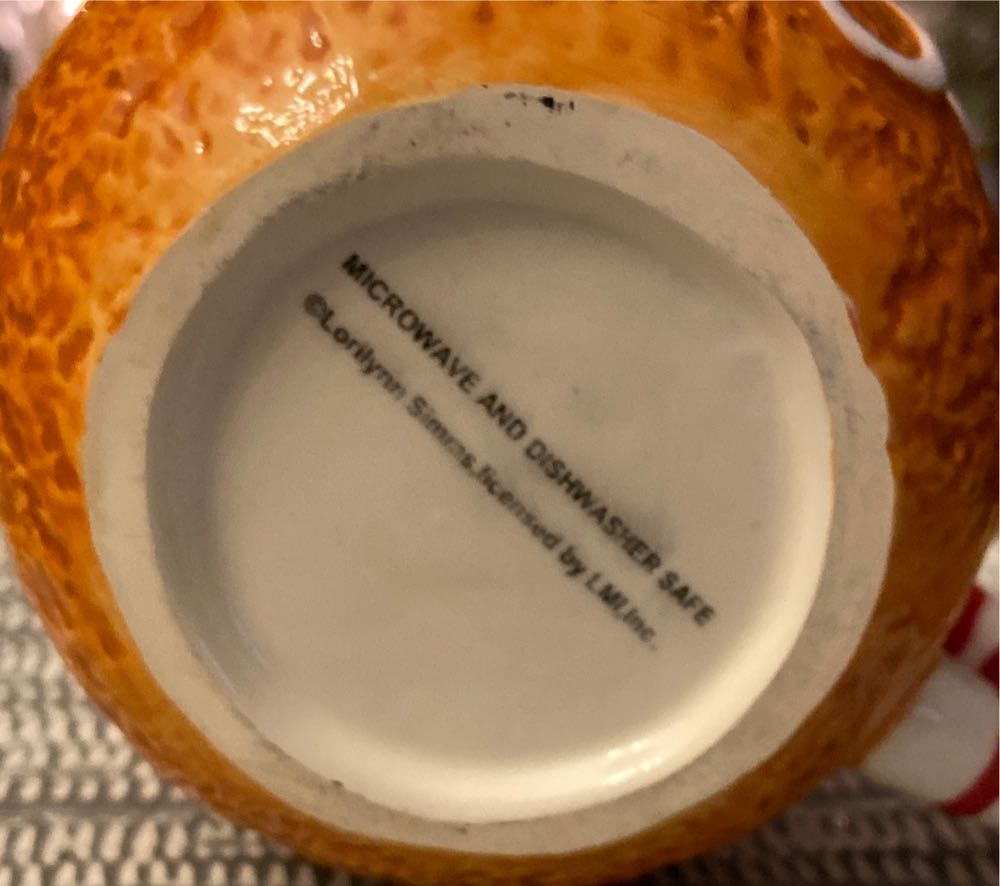 MICROWAVE AND DISHWASHER SAFE
©Lorilynn Simms,licensed by LMI,Inc.